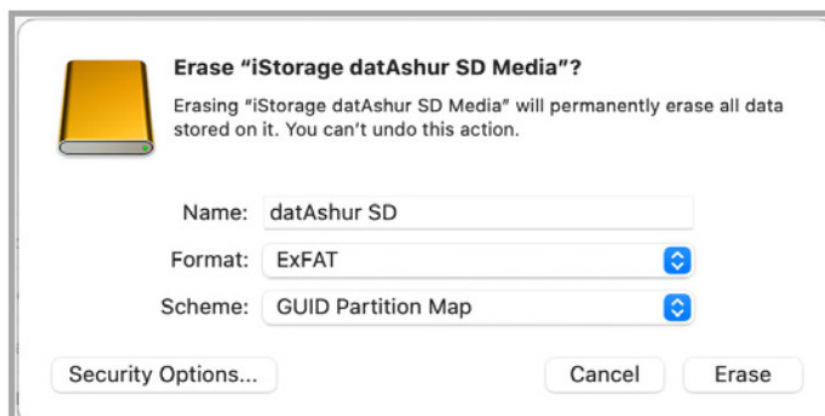 Erase “iStorage datAshur SD Media”?
Erasing “iStorage datAshur SD Media” will permanently erase all data
stored on it. You can’t undo this action.
Name: datAshur SD
Format: ExFAT
Scheme: GUID Partition Map
Security Options... Cancel Erase